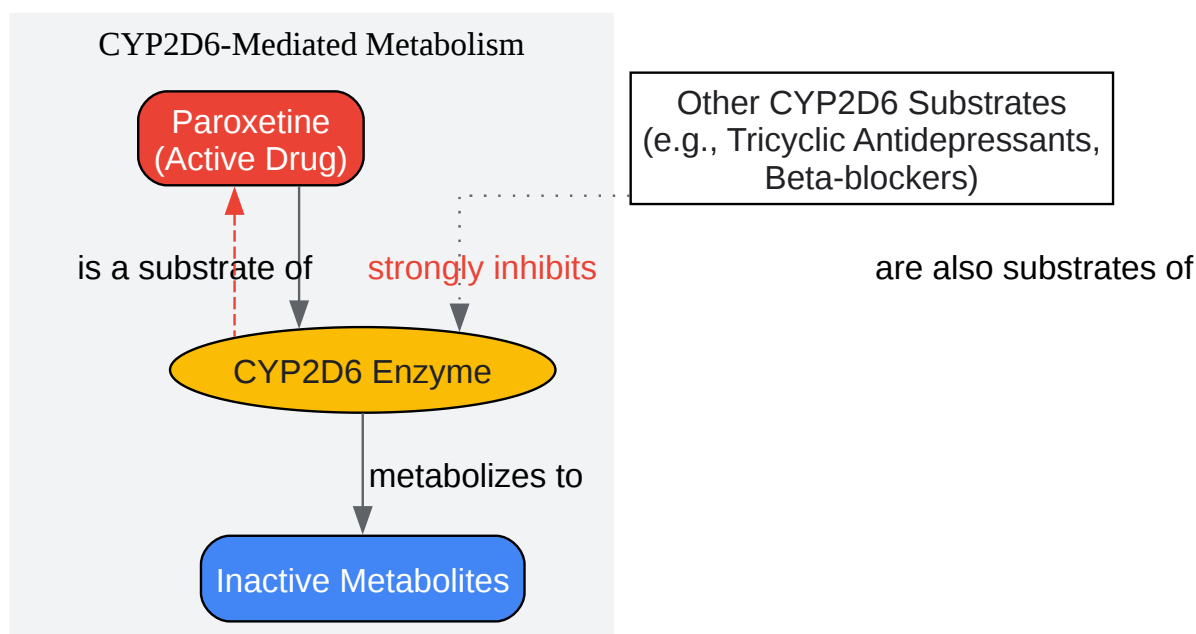 CYP2D6-Mediated Metabolism
Paroxetine
(Active Drug)
Other CYP2D6 Substrates
(e.g., Tricyclic Antidepressants,
Beta-blockers)
is a substrate of
strongly inhibits
are also substrates of
CYP2D6 Enzyme
metabolizes to
Inactive Metabolites